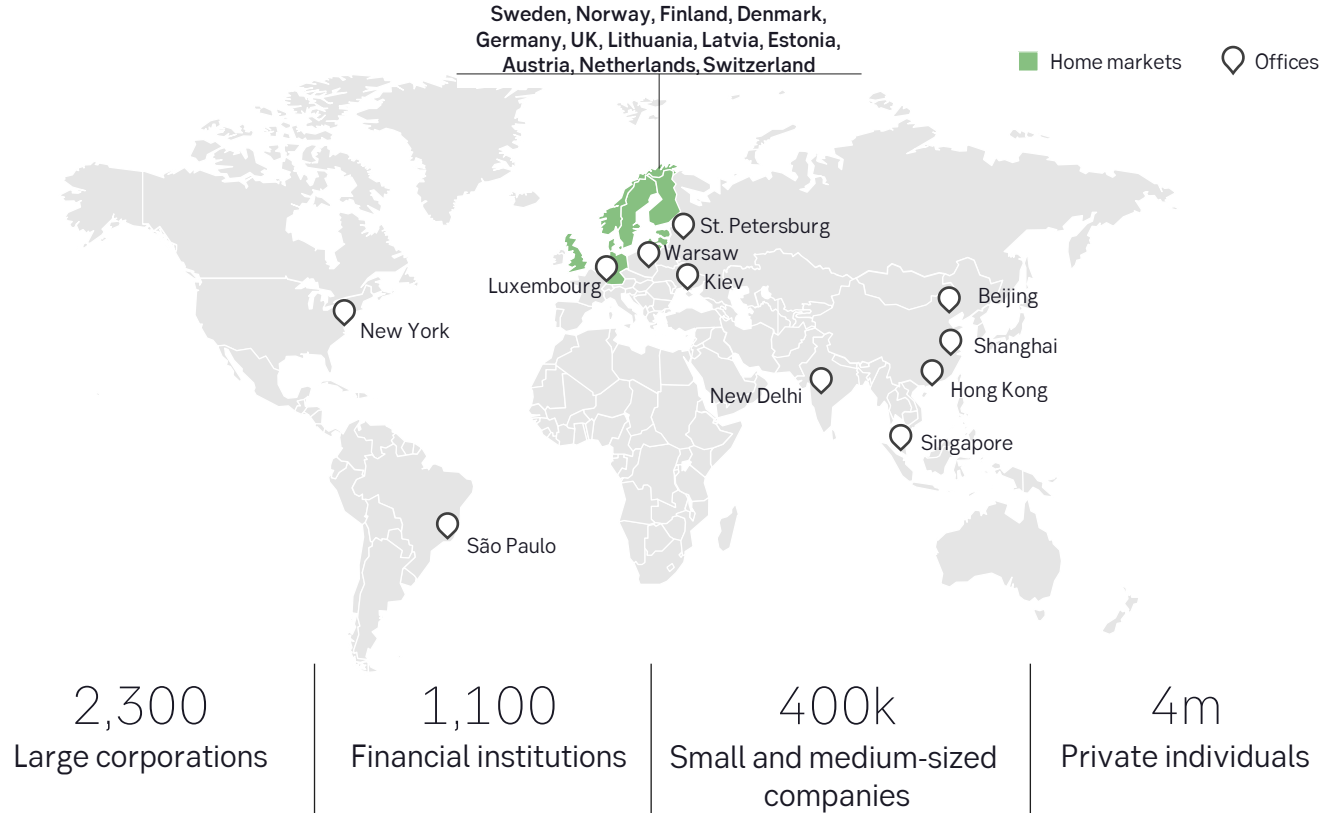 Sweden, Norway, Finland, Denmark,
Germany, UK, Lithuania, Latvia, Estonia,
Austria, Netherlands, Switzerland
Home markets
Offices
St. Petersburg
Warsaw
Luxembourg
Kiev
New York
Beijing
Shanghai
New Delhi
Hong Kong
Singapore
São Paulo
2,300
Large corporations
1,100
Financial institutions
400k
Small and medium-sized
companies
4m
Private individuals